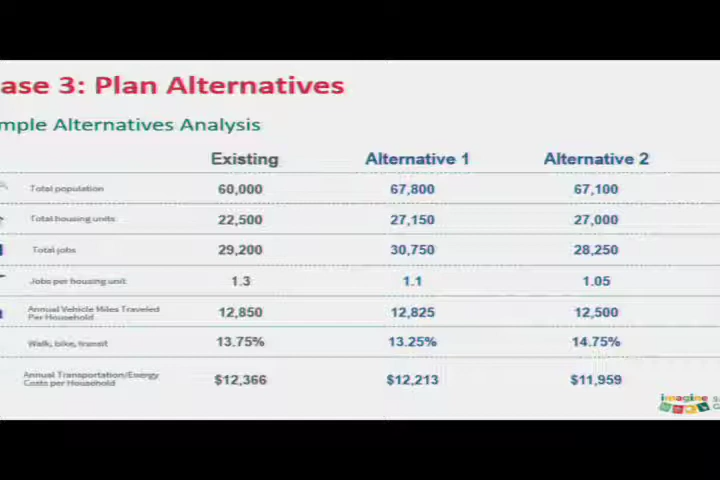 ase 3: Plan Alternatives
mple Alternatives Analysis
Existing Alternative 1 Alternative 2
Total population 60,000 67,800 67,100
Total housing units 22,500 27,150 27,000
Total jobs 29,200 30,750 28,250
Jobs per housing unit 1.3 1.1 1.05
Annual Vehicle Miles Traveled
Per Household 12,850 12,825 12,500
Walk, bike, transit 13.75% 13.25% 14.75%
Annual Transportation/Energy
Costs per Household $12,366 $12,213 $11,959
imagine